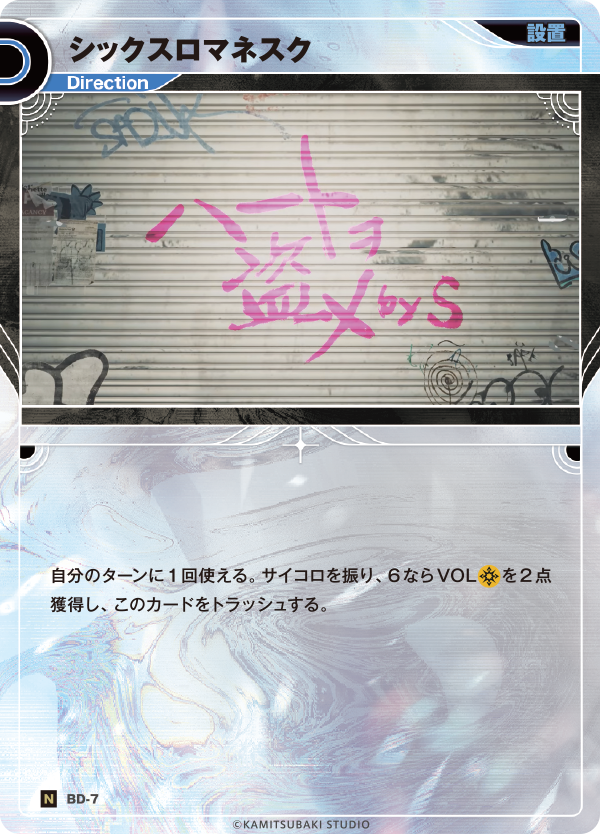 設置
シックスロマネスク
Direction
ハートヲ
盗メ by S
自分のターンに1回使える。サイコロを振り、6ならVOLを2点
獲得し、このカードをトラッシュする。
N BD-7
©KAMITSUBAKI STUDIO